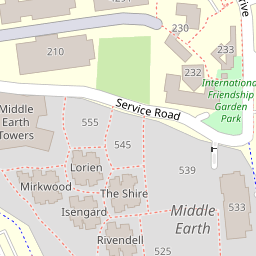 230
Drive
210
233
232
International
Friendship
Garden
Park
Service Road
Middle
Earth
Towers
555
545
Lorien
539
Mirkwood
The Shire
Isengard
Middle
Earth
533
Rivendell
525